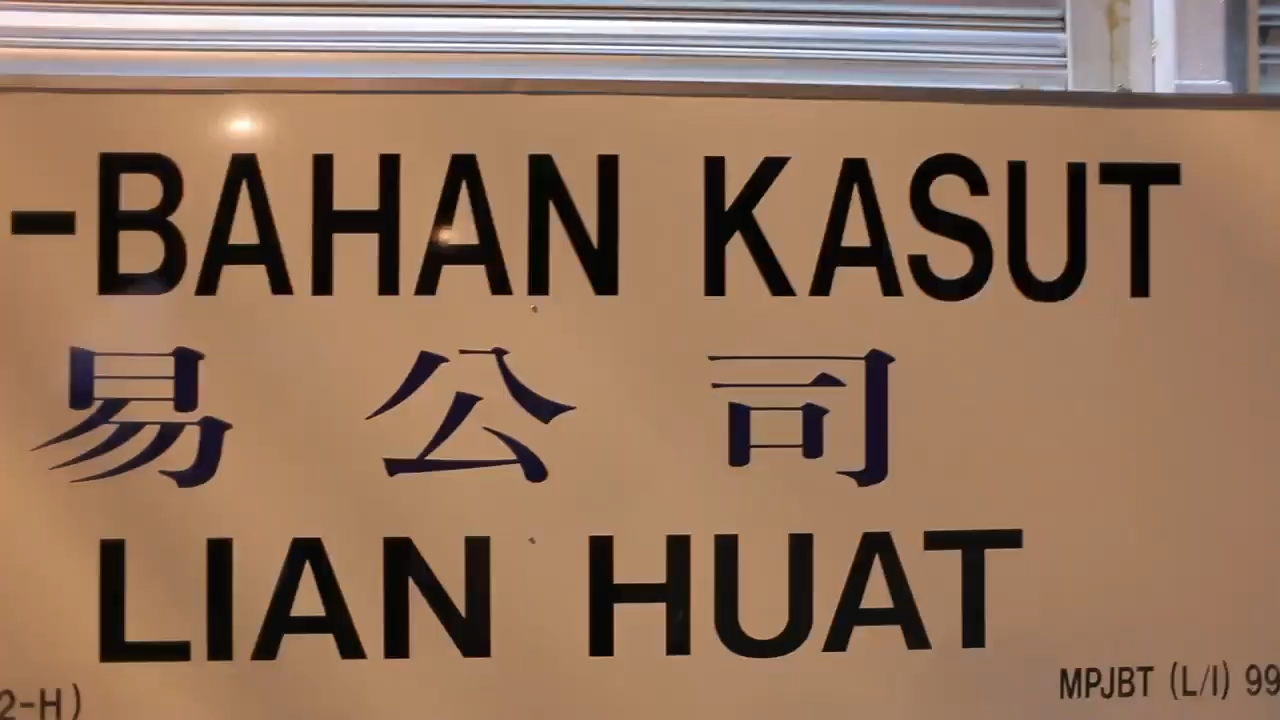 -BAHAN KASUT
易 公 司
LIAN HUAT
2-H)
MPJBT (L/I) 99